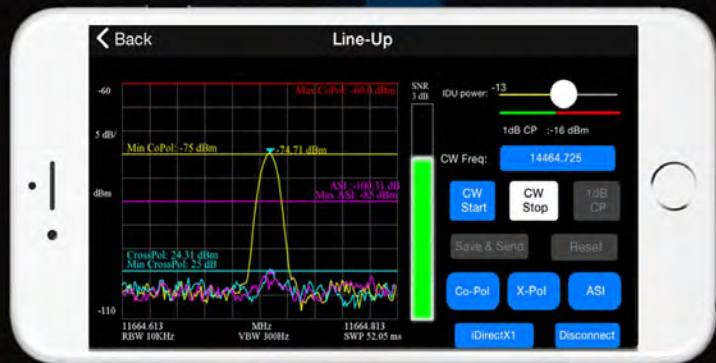 Back
Line-Up
-60
Max CoPol: -60.0 dBm
5 dB/
Min CoPol: -75 dBm
-74.71 dBm
dBm
ASI: -100.31 dB
Max ASI: -85 dBm
CrossPol: 24.31 dBm
Min CrossPol: 25 dB
-110
11664.613
MHz
11664.813
RBW 10KHz
VBW 300Hz
SWP 52.05 ms
SNR
3 dB
IDU power:
-13
1dB CP :-16 dBm
CW Freq:
14464.725
CW
Start
CW
Stop
1dB
CP
Save & Send
Reset
Co-Pol
X-Pol
ASI
iDirectX1
Disconnect